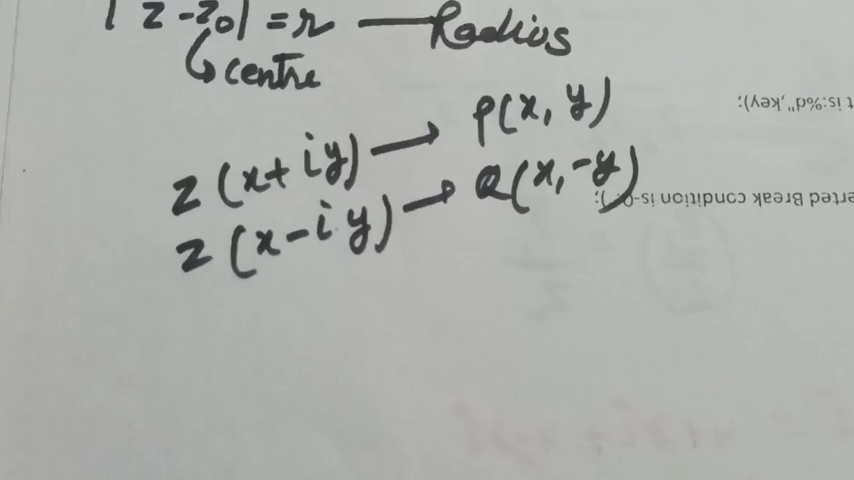 |z-z₀| = r — Radius
centre
z(x+iy) → P(x, y)
z(x-iy) → Q(x, -y)
t is:%d",key);
erted Break condition is-0